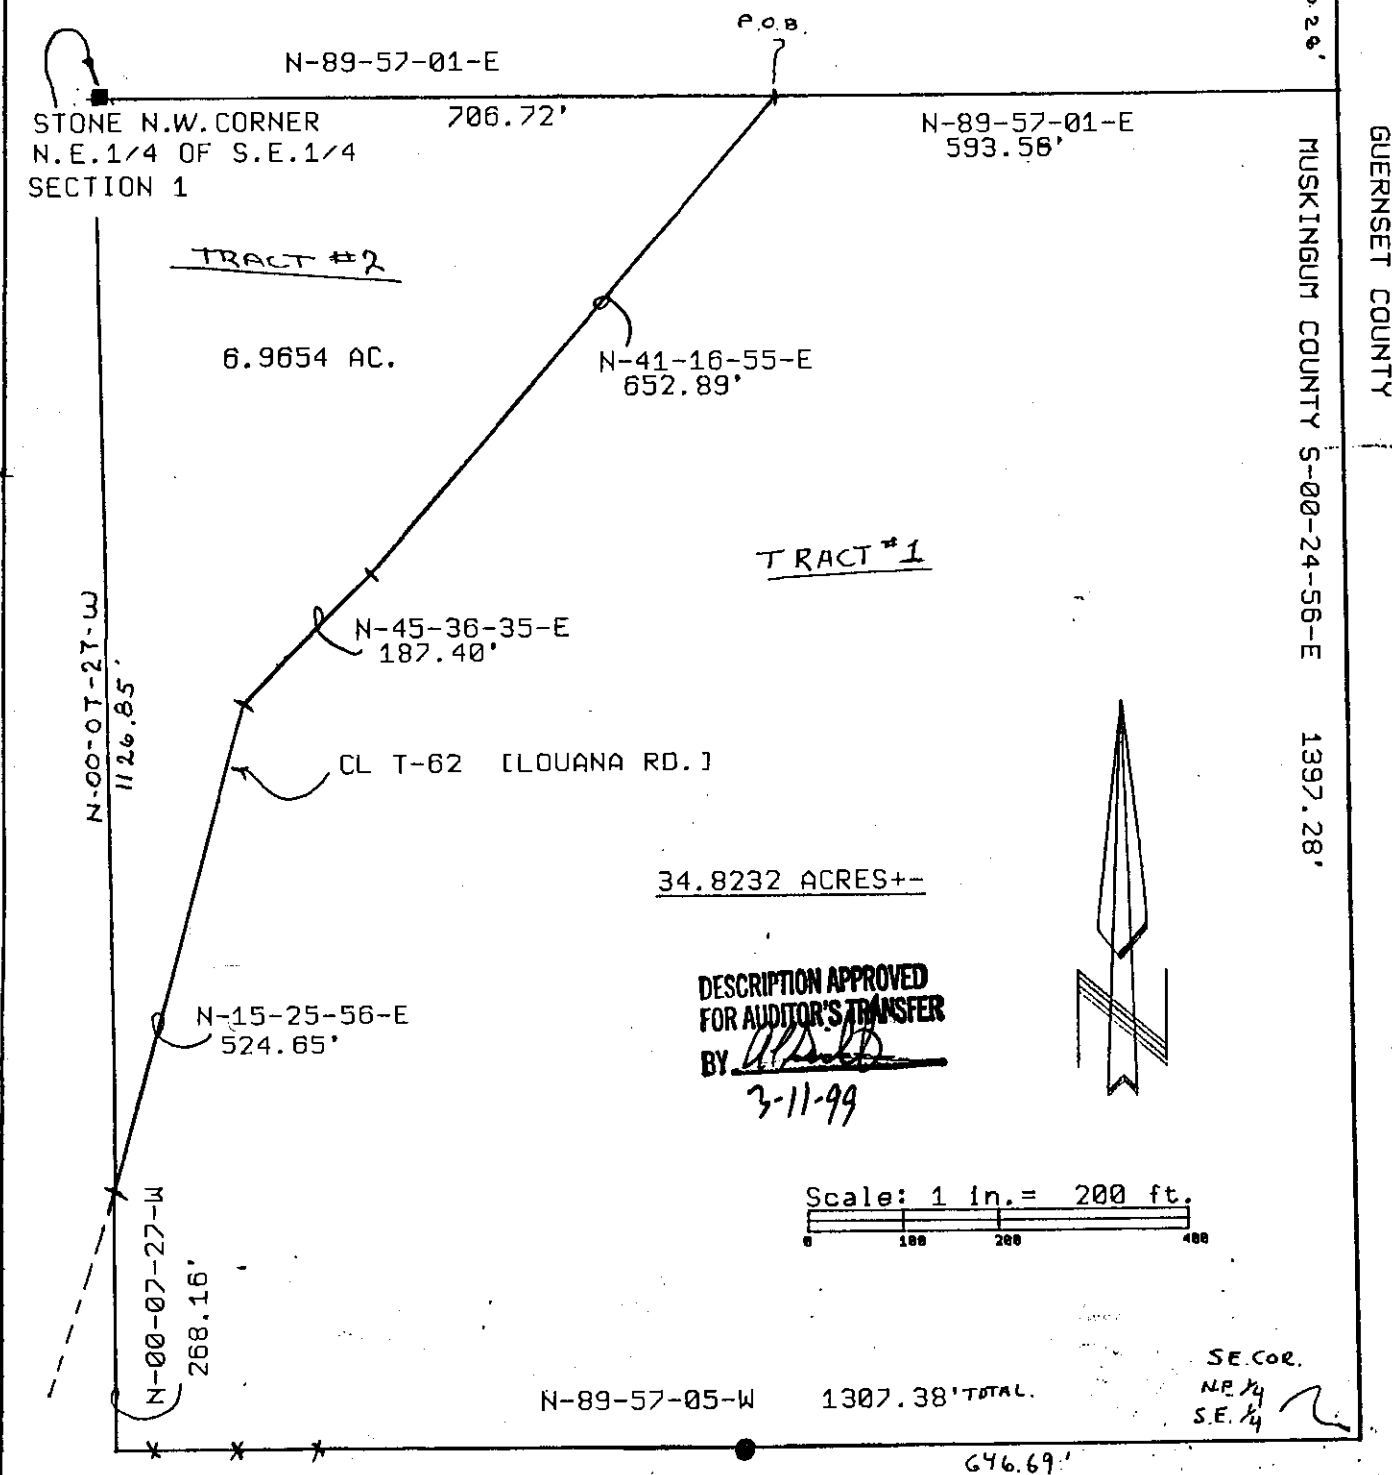 P.O.B.
N-89-57-01-E
706.72'
STONE N.W. CORNER
N.E.1/4 OF S.E.1/4
SECTION 1
N-89-57-01-E
593.56'
GUERNSET COUNTY
MUSKINGUM COUNTY S-00-24-56-E 1397.28'
TRACT #2
6.9654 AC.
N-41-16-55-E
652.89'
TRACT #1
N-45-36-35-E
187.40'
N-00-07-27-W
1126.85'
CL T-62 [LOUANA RD.]
34.8232 ACRES+-
DESCRIPTION APPROVED
FOR AUDITOR'S TRANSFER
BY
3-11-99
N-15-25-56-E
524.65'
Scale: 1 in.= 200 ft.
0 100 200 400
N-00-07-27-W
268.16'
N-89-57-05-W 1307.38' TOTAL.
SE.COR.
N.E. 1/4
S.E. 1/4
646.69'